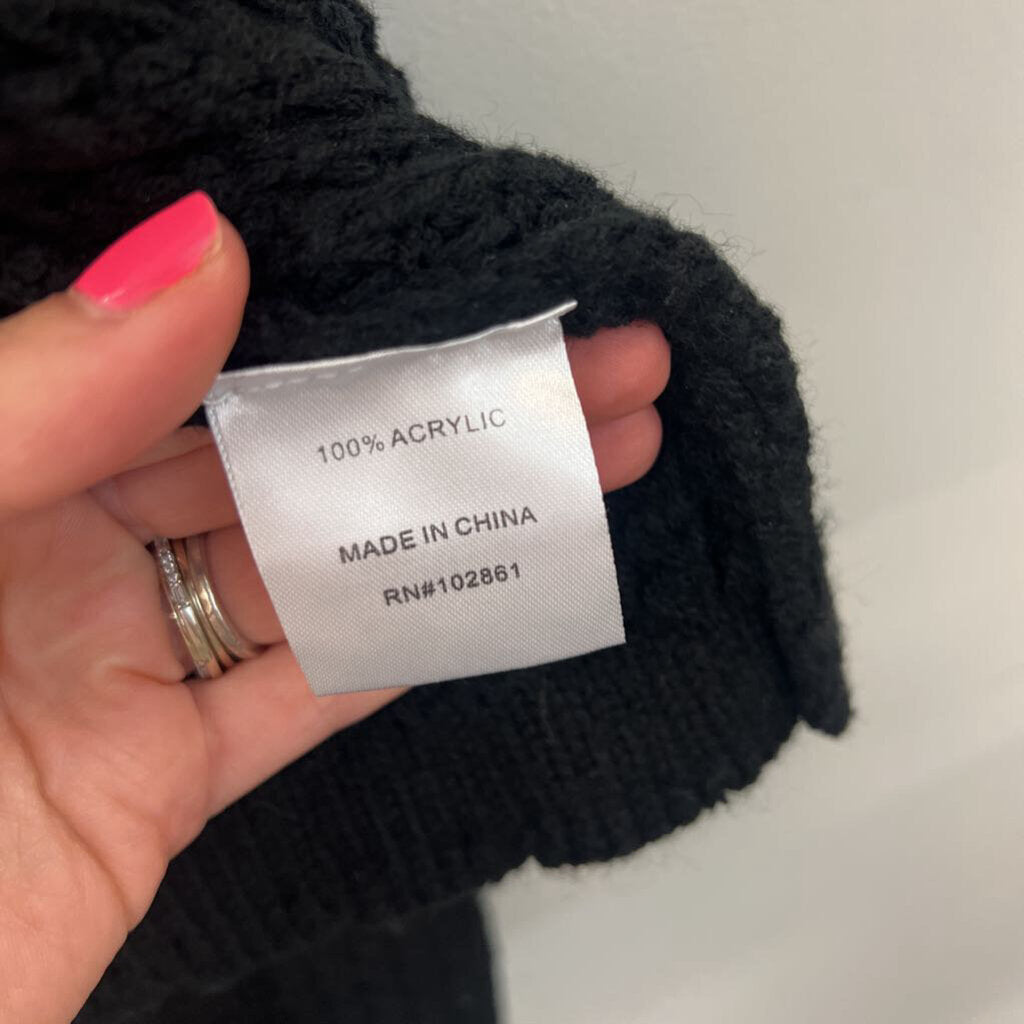 100% ACRYLIC
MADE IN CHINA
RN#102861